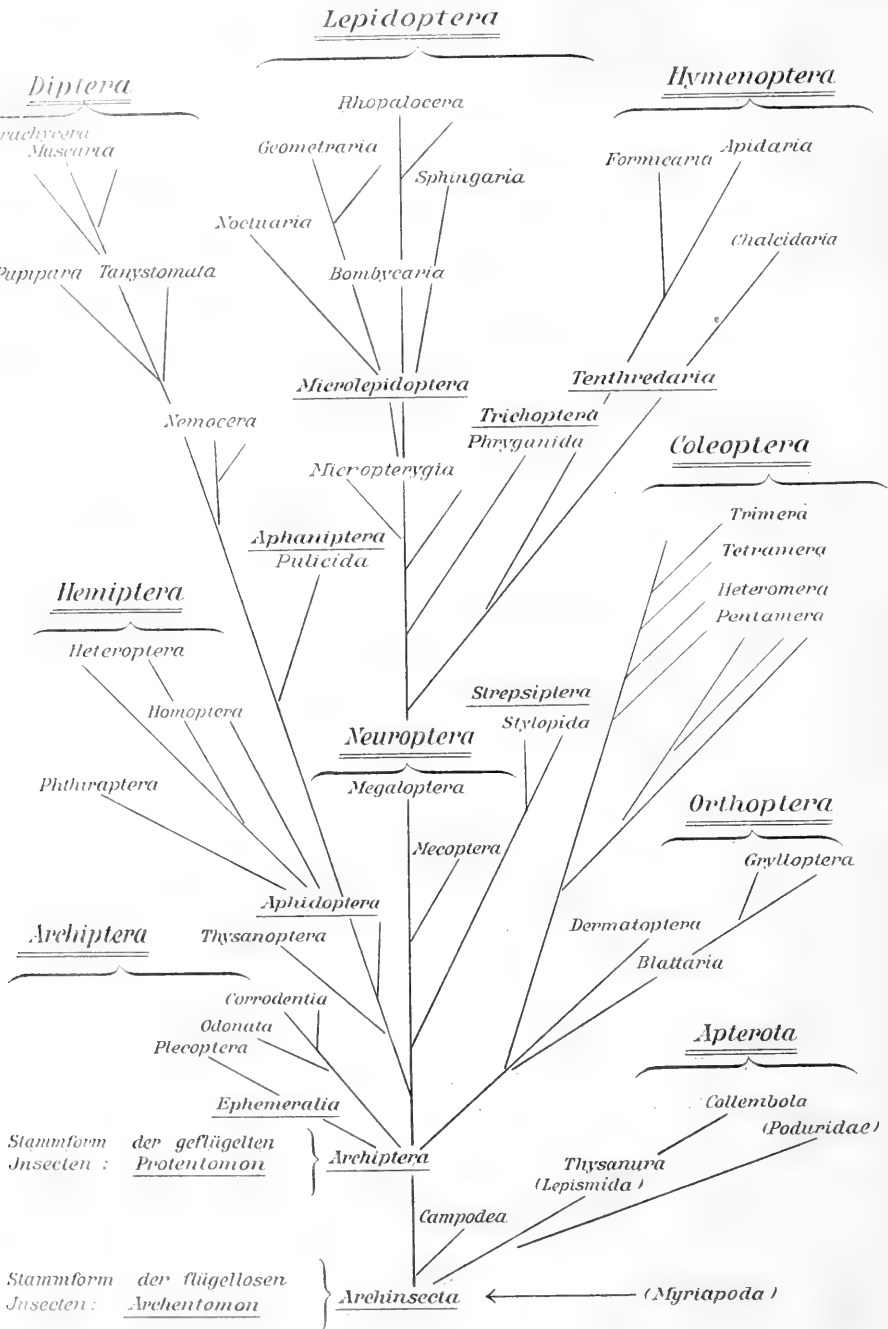 Lepidoptera
Diptera
Hymenoptera
Rhopalocera
rachycera
Muscaria
Geometraria
Sphingaria
Formicaria
Apidaria
Noctuaria
Chalcidaria
Pupipara
Tanystomata
Bombycaria
Microlepidoptera
Tenthredaria
Nemocera
Trichoptera
Phryganida
Coleoptera
Micropterygia
Trimera
Aphaniptera
Pulicida
Tetramera
Hemiptera
Heteromera
Pentamera
Heteroptera
Strepsiptera
Stylopida
Homoptera
Neuroptera
Megaloptera
Phthiraptera
Orthoptera
Mecoptera
Grylloptera
Aphidoptera
Archiptera
Thysanoptera
Dermatoptera
Blattaria
Corrodentia
Odonata
Plecoptera
Apterota
Ephemeralia
Collembola
(Poduridae)
Stammform der geflügelten
Jnsecten : Protentomon
Archiptera
Thysanura
(Lepismida)
Campodea
Stammform der flügellosen
Jnsecten : Archentomon
Archinsecta
(Myriapoda)